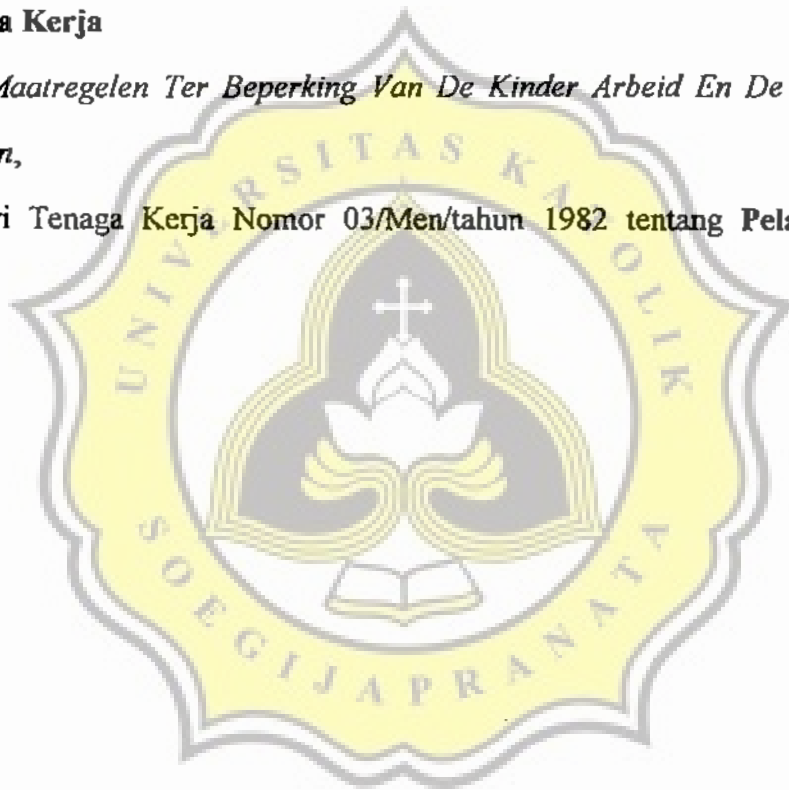 a Kerja
Maatregelen Ter Beperking Van De Kinder Arbeid En De
n,
ri Tenaga Kerja Nomor 03/Men/tahun 1982 tentang Pela
UNIVERSITAS KATOLIK
SOEGIJAPRANATA